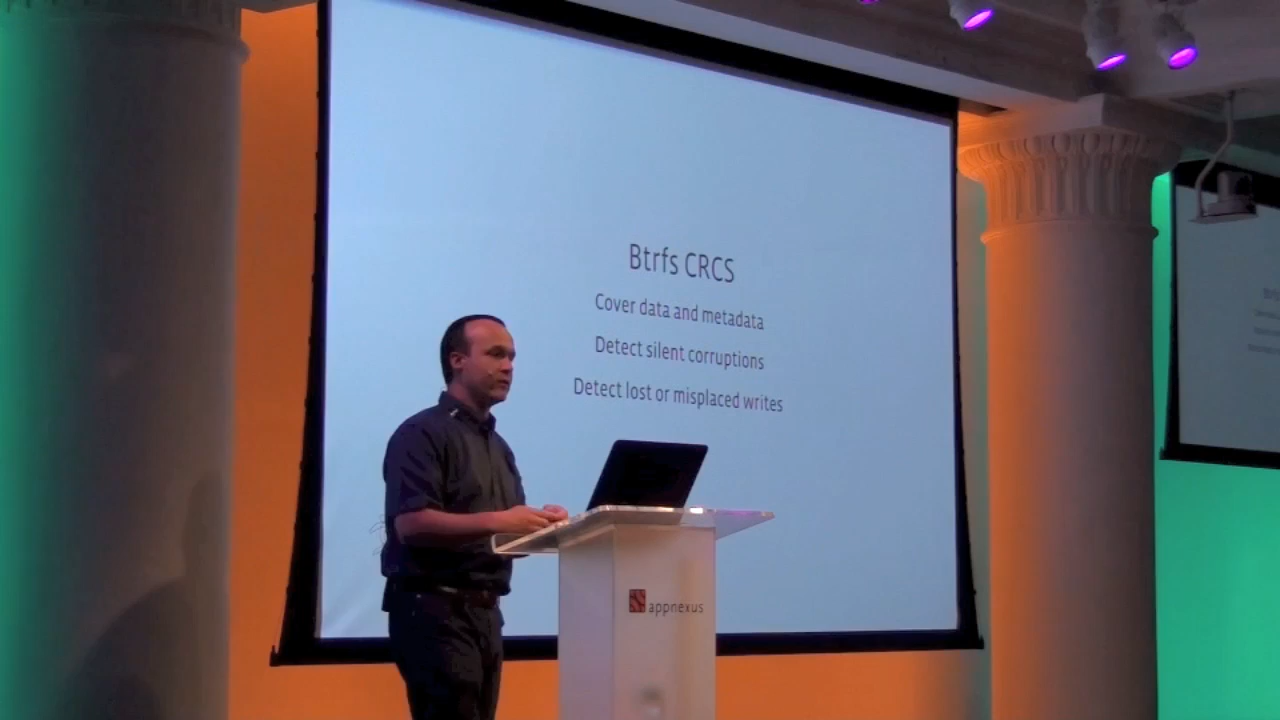 Btrfs CRCS
Cover data and metadata
Detect silent corruptions
Detect lost or misplaced writes
appnexus